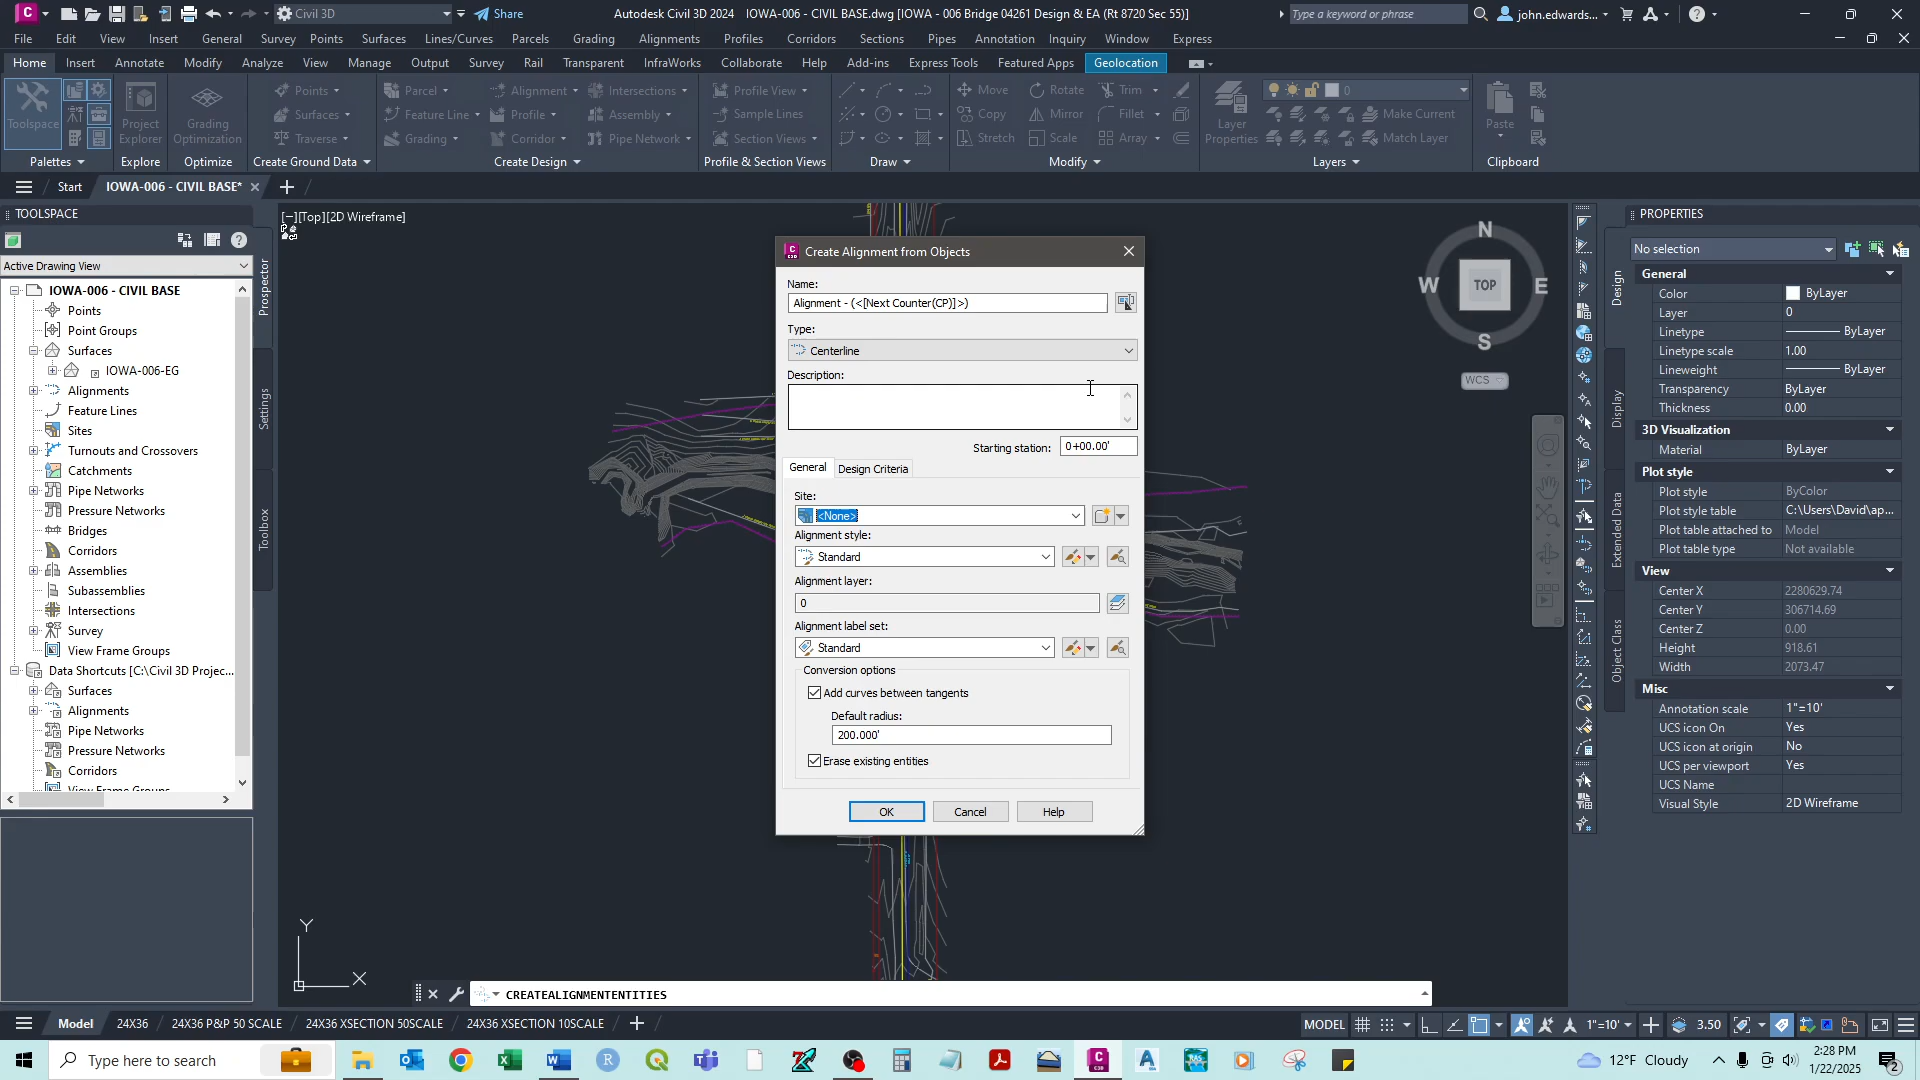 Civil 3D
Share
Autodesk Civil 3D 2024 IOWA-006 - CIVIL BASE.dwg [IOWA - 006 Bridge 04261 Design & EA (Rt 8720 Sec 55)]
Type a keyword or phrase
john.edwards...
File Edit View Insert General Survey Points Surfaces Lines/Curves Parcels Grading Alignments Profiles Corridors Sections Pipes Annotation Inquiry Window Express
Home Insert Annotate Modify Analyze View Manage Output Survey Rail Transparent InfraWorks Collaborate Help Add-ins Express Tools Featured Apps Geolocation
Points Parcel Alignment Intersections Profile View Move Rotate Trim 0
Toolspace Project Explorer Grading Optimization Surfaces Feature Line Profile Assembly Sample Lines Copy Mirror Fillet Layer Properties Make Current Paste
Traverse Grading Corridor Pipe Network Section Views Stretch Scale Array Match Layer
Palettes Explore Optimize Create Ground Data Create Design Profile & Section Views Draw Modify Layers Clipboard
Start IOWA-006 - CIVIL BASE*
TOOLSPACE
Active Drawing View
IOWA-006 - CIVIL BASE
Points
Point Groups
Surfaces
IOWA-006-EG
Alignments
Feature Lines
Sites
Turnouts and Crossovers
Catchments
Pipe Networks
Pressure Networks
Bridges
Corridors
Assemblies
Subassemblies
Intersections
Survey
View Frame Groups
Data Shortcuts [C:\Civil 3D Projec...
Surfaces
Alignments
Pipe Networks
Pressure Networks
Corridors
View Frame Groups
Prospector
Settings
Toolbox
[−][Top][2D Wireframe]
Create Alignment from Objects
Name:
Alignment - (<[Next Counter(CP)]>)
Type:
Centerline
Description:
Starting station: 0+00.00'
General Design Criteria
Site:
<None>
Alignment style:
Standard
Alignment layer:
0
Alignment label set:
Standard
Conversion options
Add curves between tangents
Default radius:
200.000'
Erase existing entities
OK Cancel Help
N
W TOP E
S
WCS
Y
X
CREATEALIGNMENTENTITIES
PROPERTIES
No selection
Design
Display
Extended Data
Object Class
General
Color ByLayer
Layer 0
Linetype ByLayer
Linetype scale 1.00
Lineweight ByLayer
Transparency ByLayer
Thickness 0.00
3D Visualization
Material ByLayer
Plot style
Plot style ByColor
Plot style table C:\Users\David\ap...
Plot table attached to Model
Plot table type Not available
View
Center X 2280629.74
Center Y 306714.69
Center Z 0.00
Height 918.61
Width 2073.47
Misc
Annotation scale 1"=10'
UCS icon On Yes
UCS icon at origin No
UCS per viewport Yes
UCS Name
Visual Style 2D Wireframe
Model 24X36 24X36 P&P 50 SCALE 24X36 XSECTION 50SCALE 24X36 XSECTION 10SCALE
MODEL 1"=10' 3.50
Type here to search
12°F Cloudy
2:28 PM
1/22/2025
2